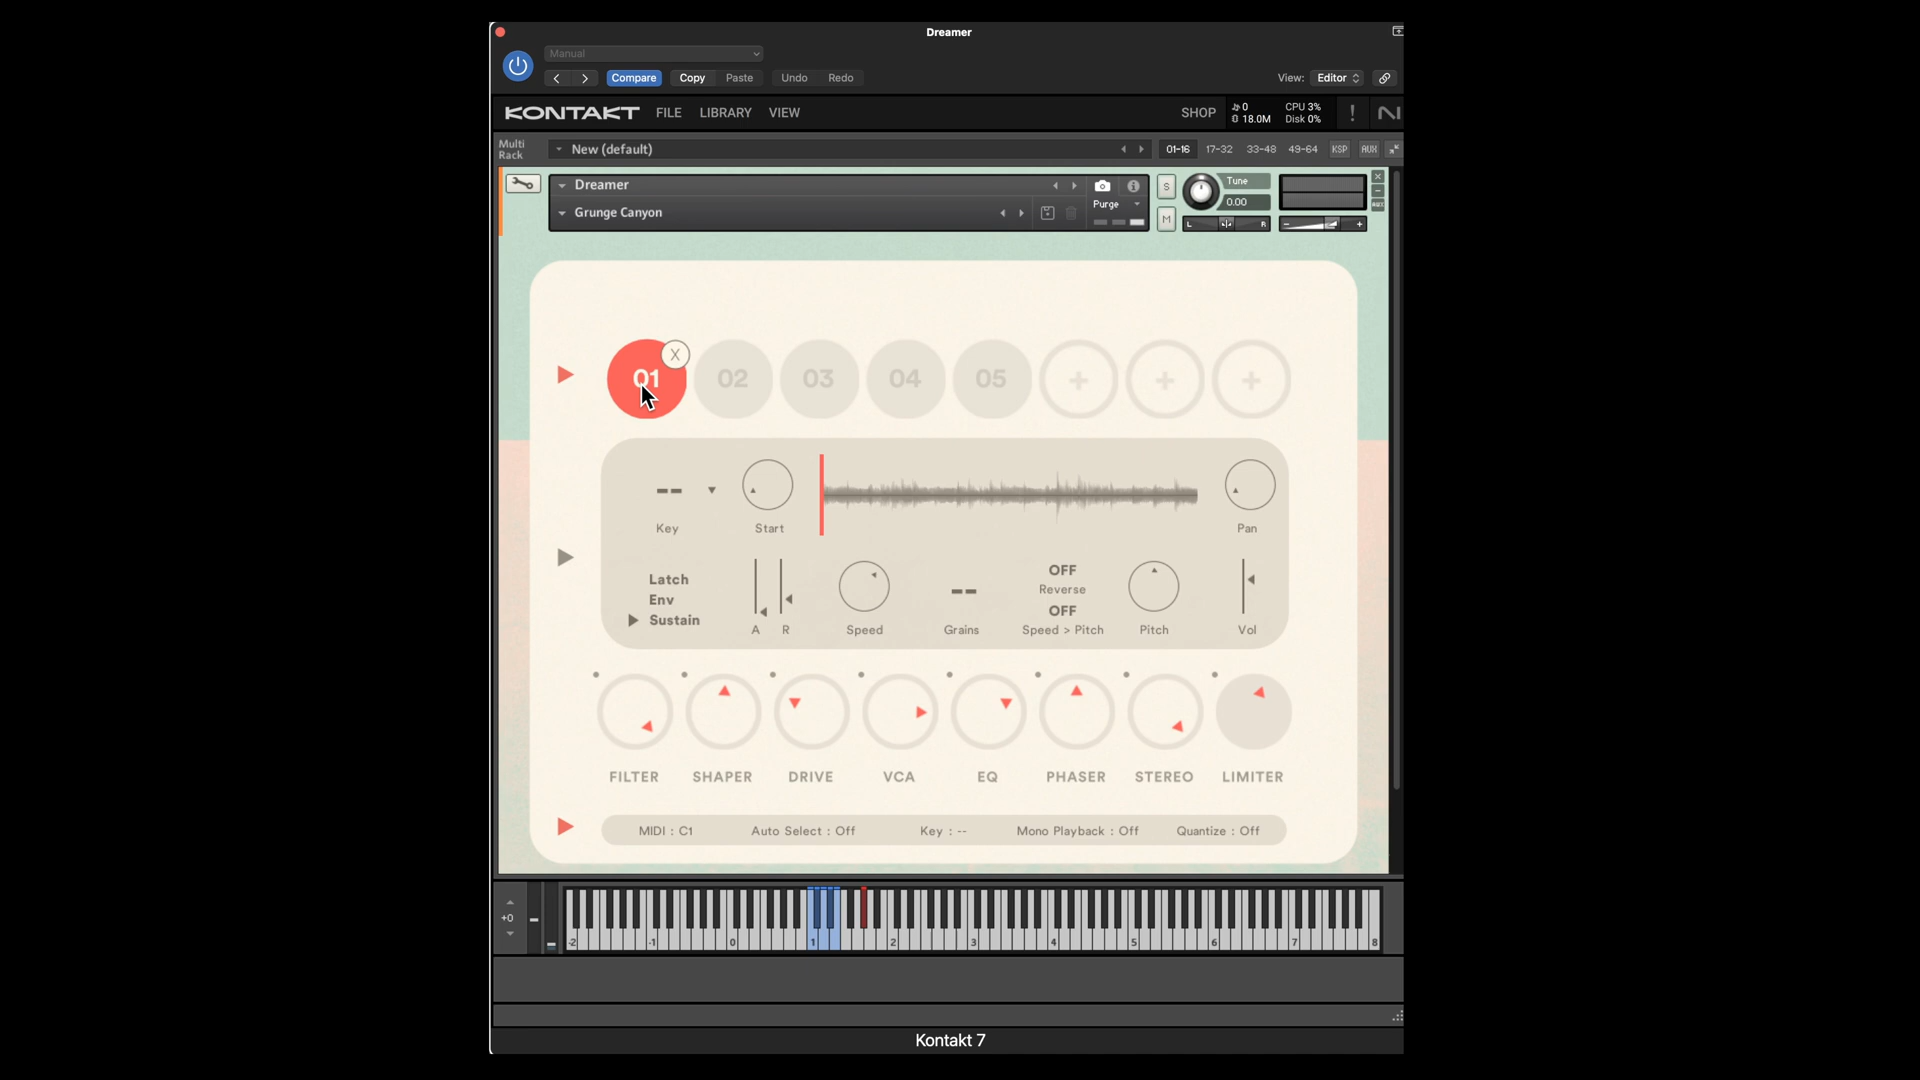 Dreamer
Manual
Compare Copy Paste Undo Redo View: Editor
KONTAKT FILE LIBRARY VIEW SHOP 0 18.0M CPU 3% Disk 0% !
Multi Rack New (default) 01-16 17-32 33-48 49-64 KSP AUX
Dreamer S Tune
Grunge Canyon Purge M 0.00 L R - + AUX
X
01 02 03 04 05 + + +
--
Key Start Pan
Latch
Env
Sustain
A R Speed
--
Grains
OFF
Reverse
OFF
Speed > Pitch
Pitch Vol
FILTER SHAPER DRIVE VCA EQ PHASER STEREO LIMITER
MIDI : C1 Auto Select : Off Key : -- Mono Playback : Off Quantize : Off
+0
-2 -1 0 1 2 3 4 5 6 7 8
Kontakt 7